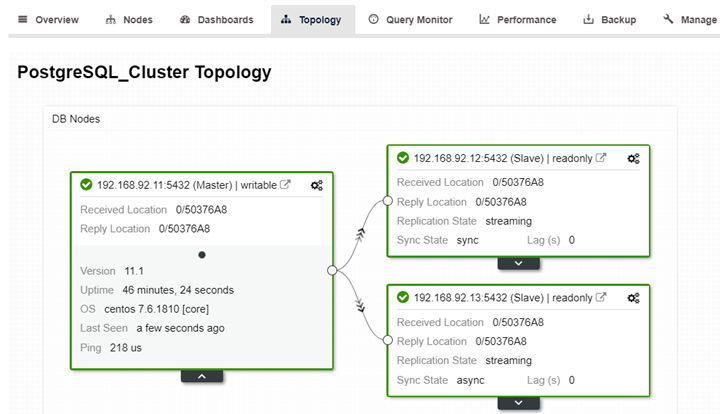 Overview Nodes Dashboards Topology Query Monitor Performance Backup Manage
PostgreSQL_Cluster Topology
DB Nodes
192.168.92.11:5432 (Master) | writable
Received Location 0/50376A8
Reply Location 0/50376A8
Version 11.1
Uptime 46 minutes, 24 seconds
OS centos 7.6.1810 [core]
Last Seen a few seconds ago
Ping 218 us
192.168.92.12:5432 (Slave) | readonly
Received Location 0/50376A8
Reply Location 0/50376A8
Replication State streaming
Sync State sync Lag (s) 0
192.168.92.13:5432 (Slave) | readonly
Received Location 0/50376A8
Reply Location 0/50376A8
Replication State streaming
Sync State async Lag (s) 0